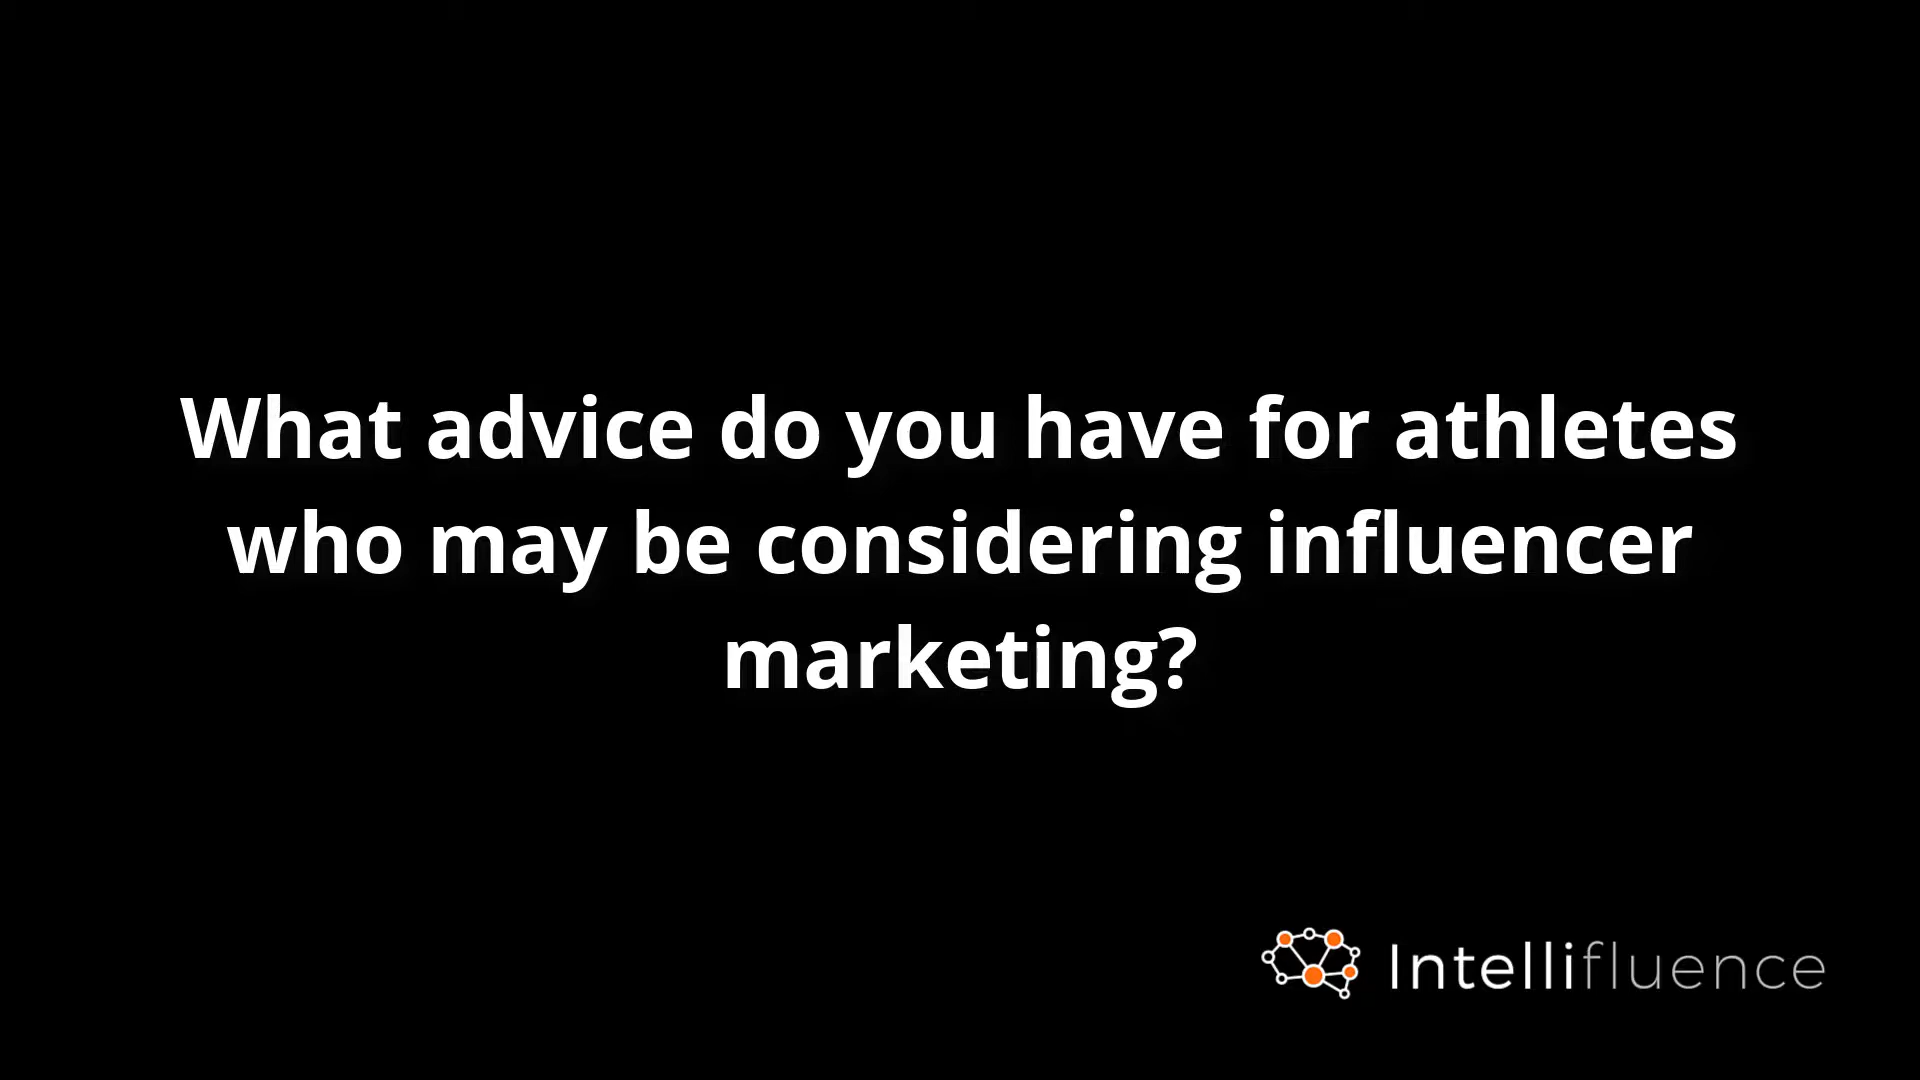 What advice do you have for athletes
who may be considering influencer
marketing?
Intellifluence